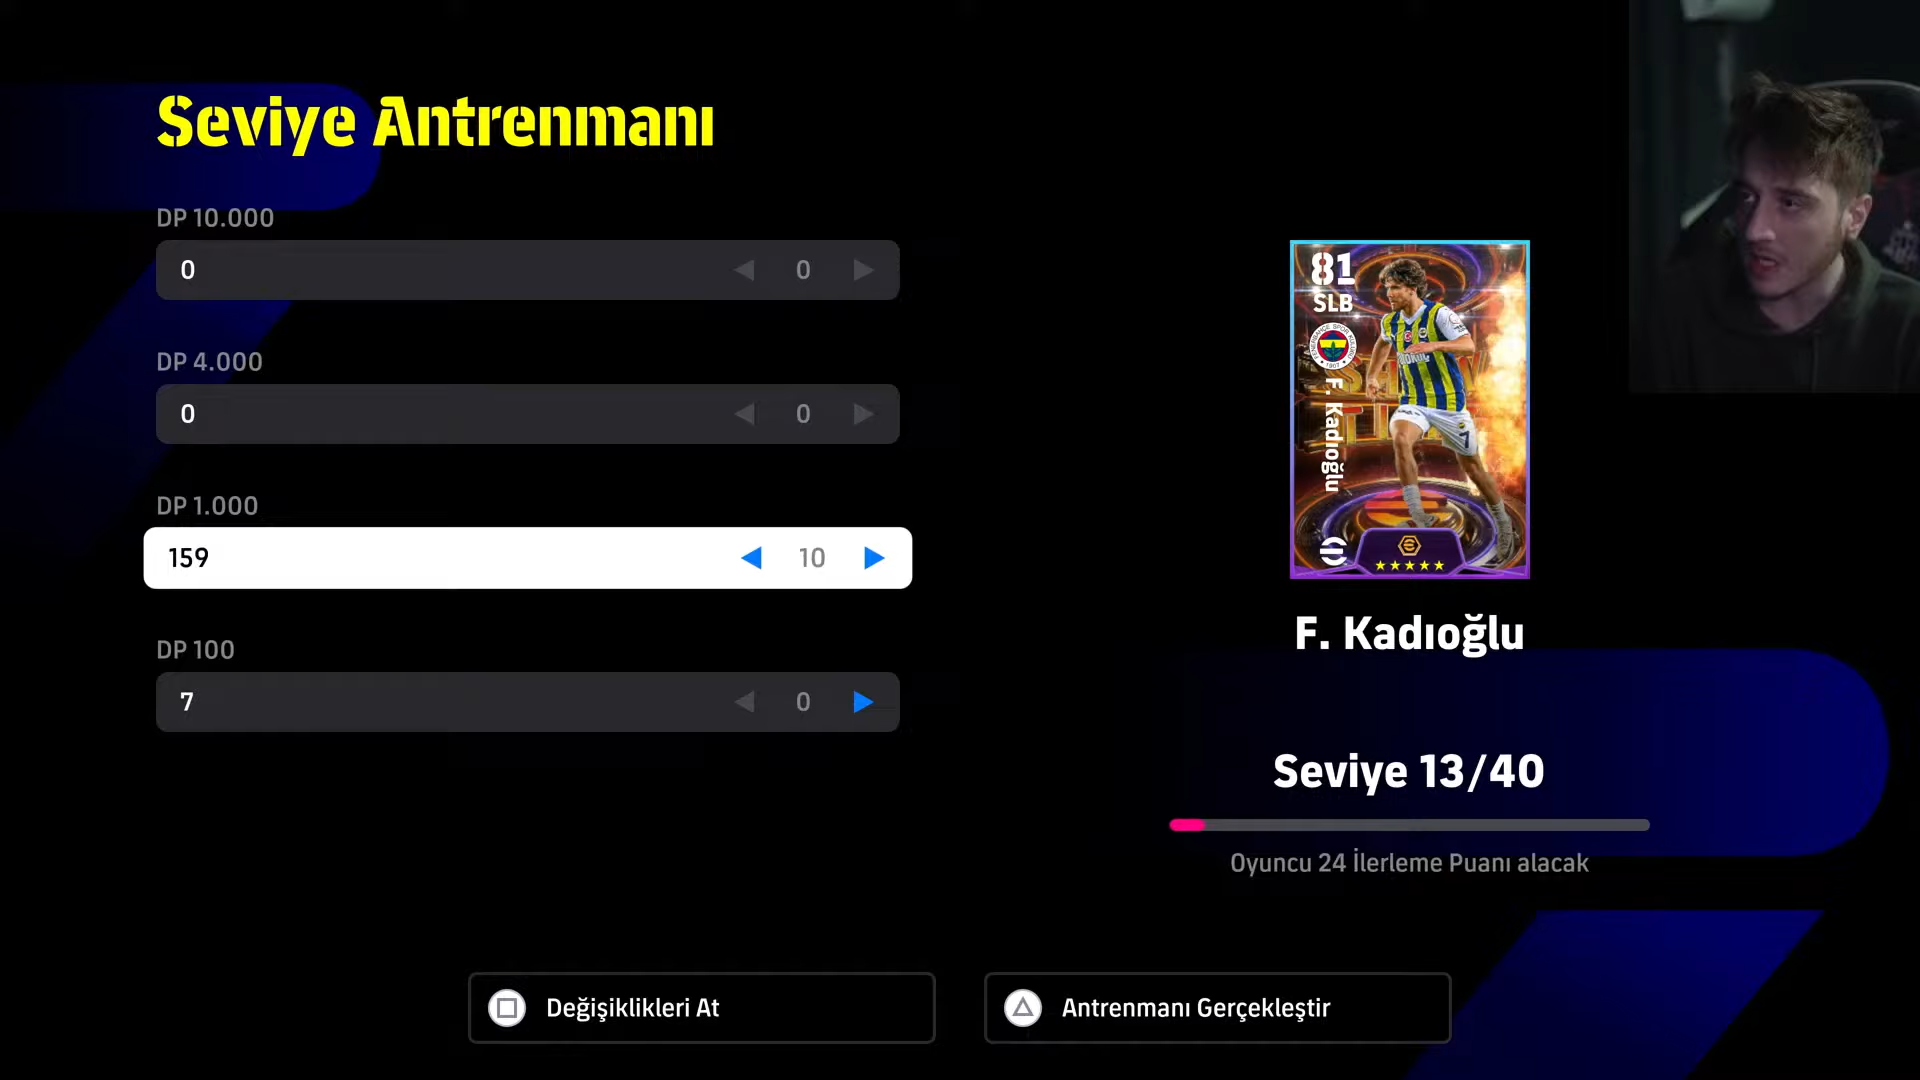 Seviye Antrenmanı
DP 10.000
0 0
DP 4.000
0 0
DP 1.000
159 10
DP 100
7 0
81
SLB
F. Kadıoğlu
F. Kadıoğlu
Seviye 13/40
Oyuncu 24 İlerleme Puanı alacak
Değişiklikleri At
Antrenmanı Gerçekleştir